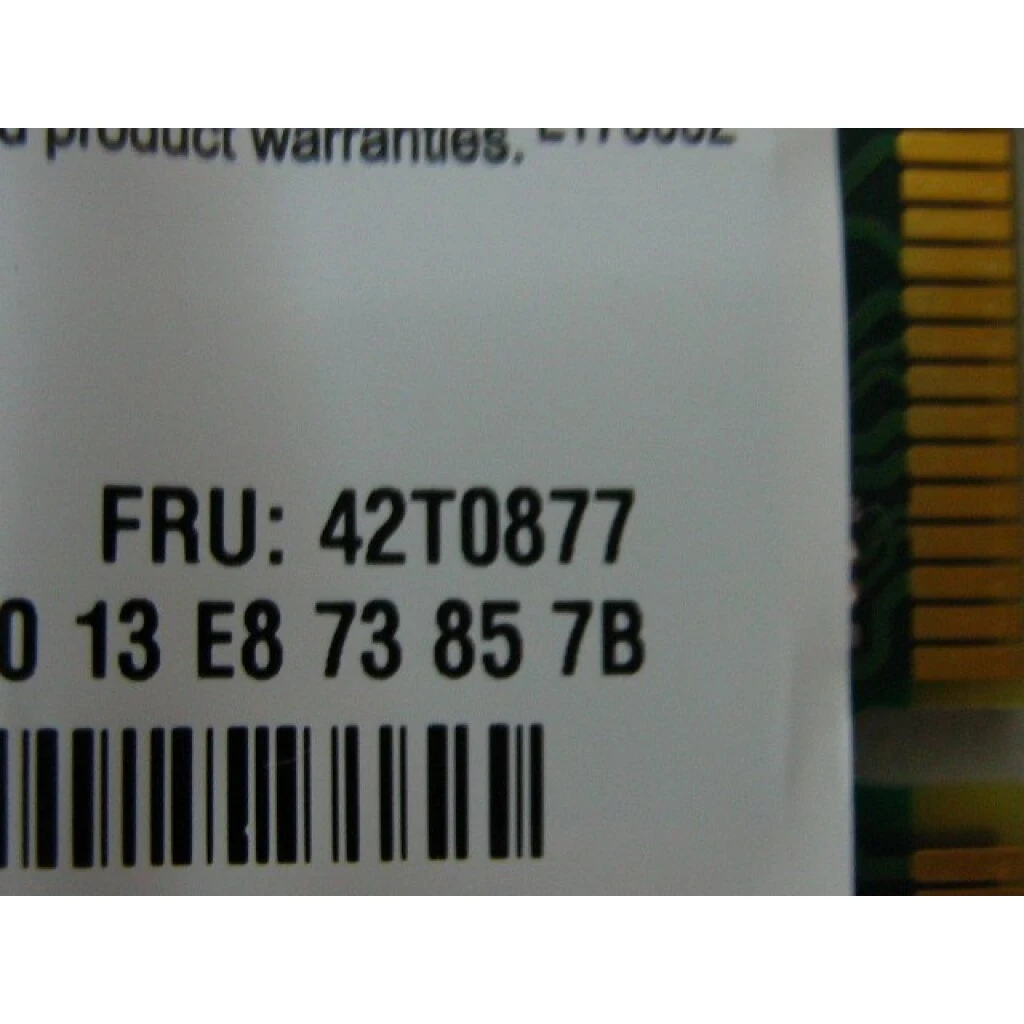 product warranties.
FRU: 42T0877
0 13 E8 73 85 7B